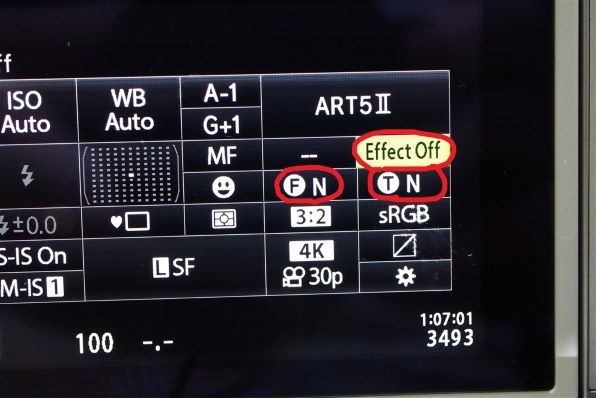 ff
ISO Auto
WB Auto
A-1
G+1
ART5 II
MF
--
Effect Off
F N
T N
±0.0
3:2
sRGB
S-IS On
M-IS 1
L SF
4K
30p
100 -.-
1:07:01
3493